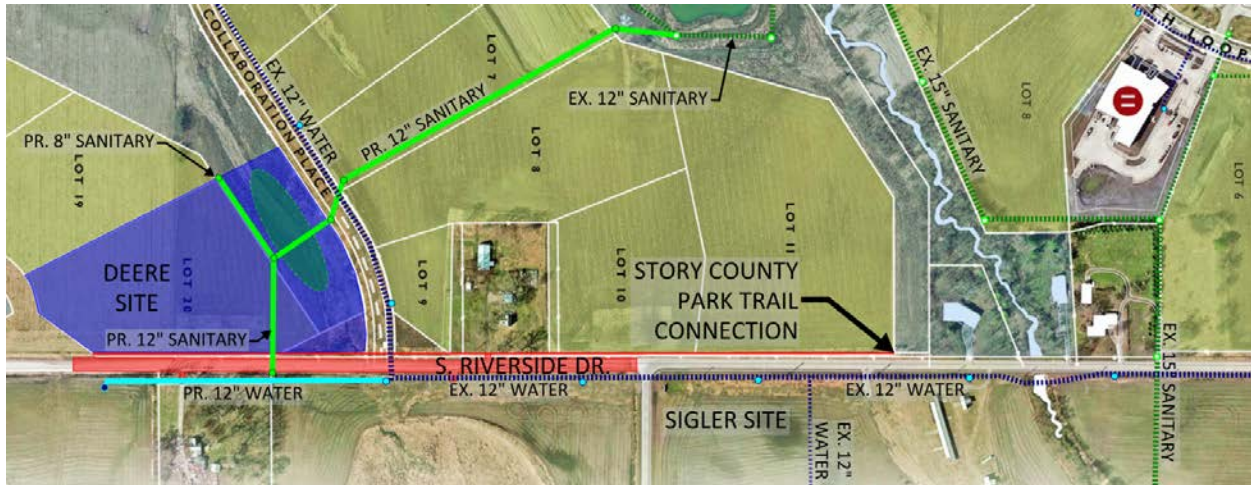 COLLABORATION PLACE
EX. 12" WATER
LOT 7
PR. 12" SANITARY
EX. 12" SANITARY
EX. 15" SANITARY
TH LOOP
LOT 8
11
LOT 6
PR. 8" SANITARY
LOT 19
LOT 8
LOT 11
DEERE
SITE
LOT 20
LOT 9
LOT 10
STORY COUNTY
PARK TRAIL
CONNECTION
PR. 12" SANITARY
S. RIVERSIDE DR.
PR. 12" WATER
EX. 12" WATER
EX. 12" WATER
SIGLER SITE
EX. 12"
WATER
EX. 15" SANITARY